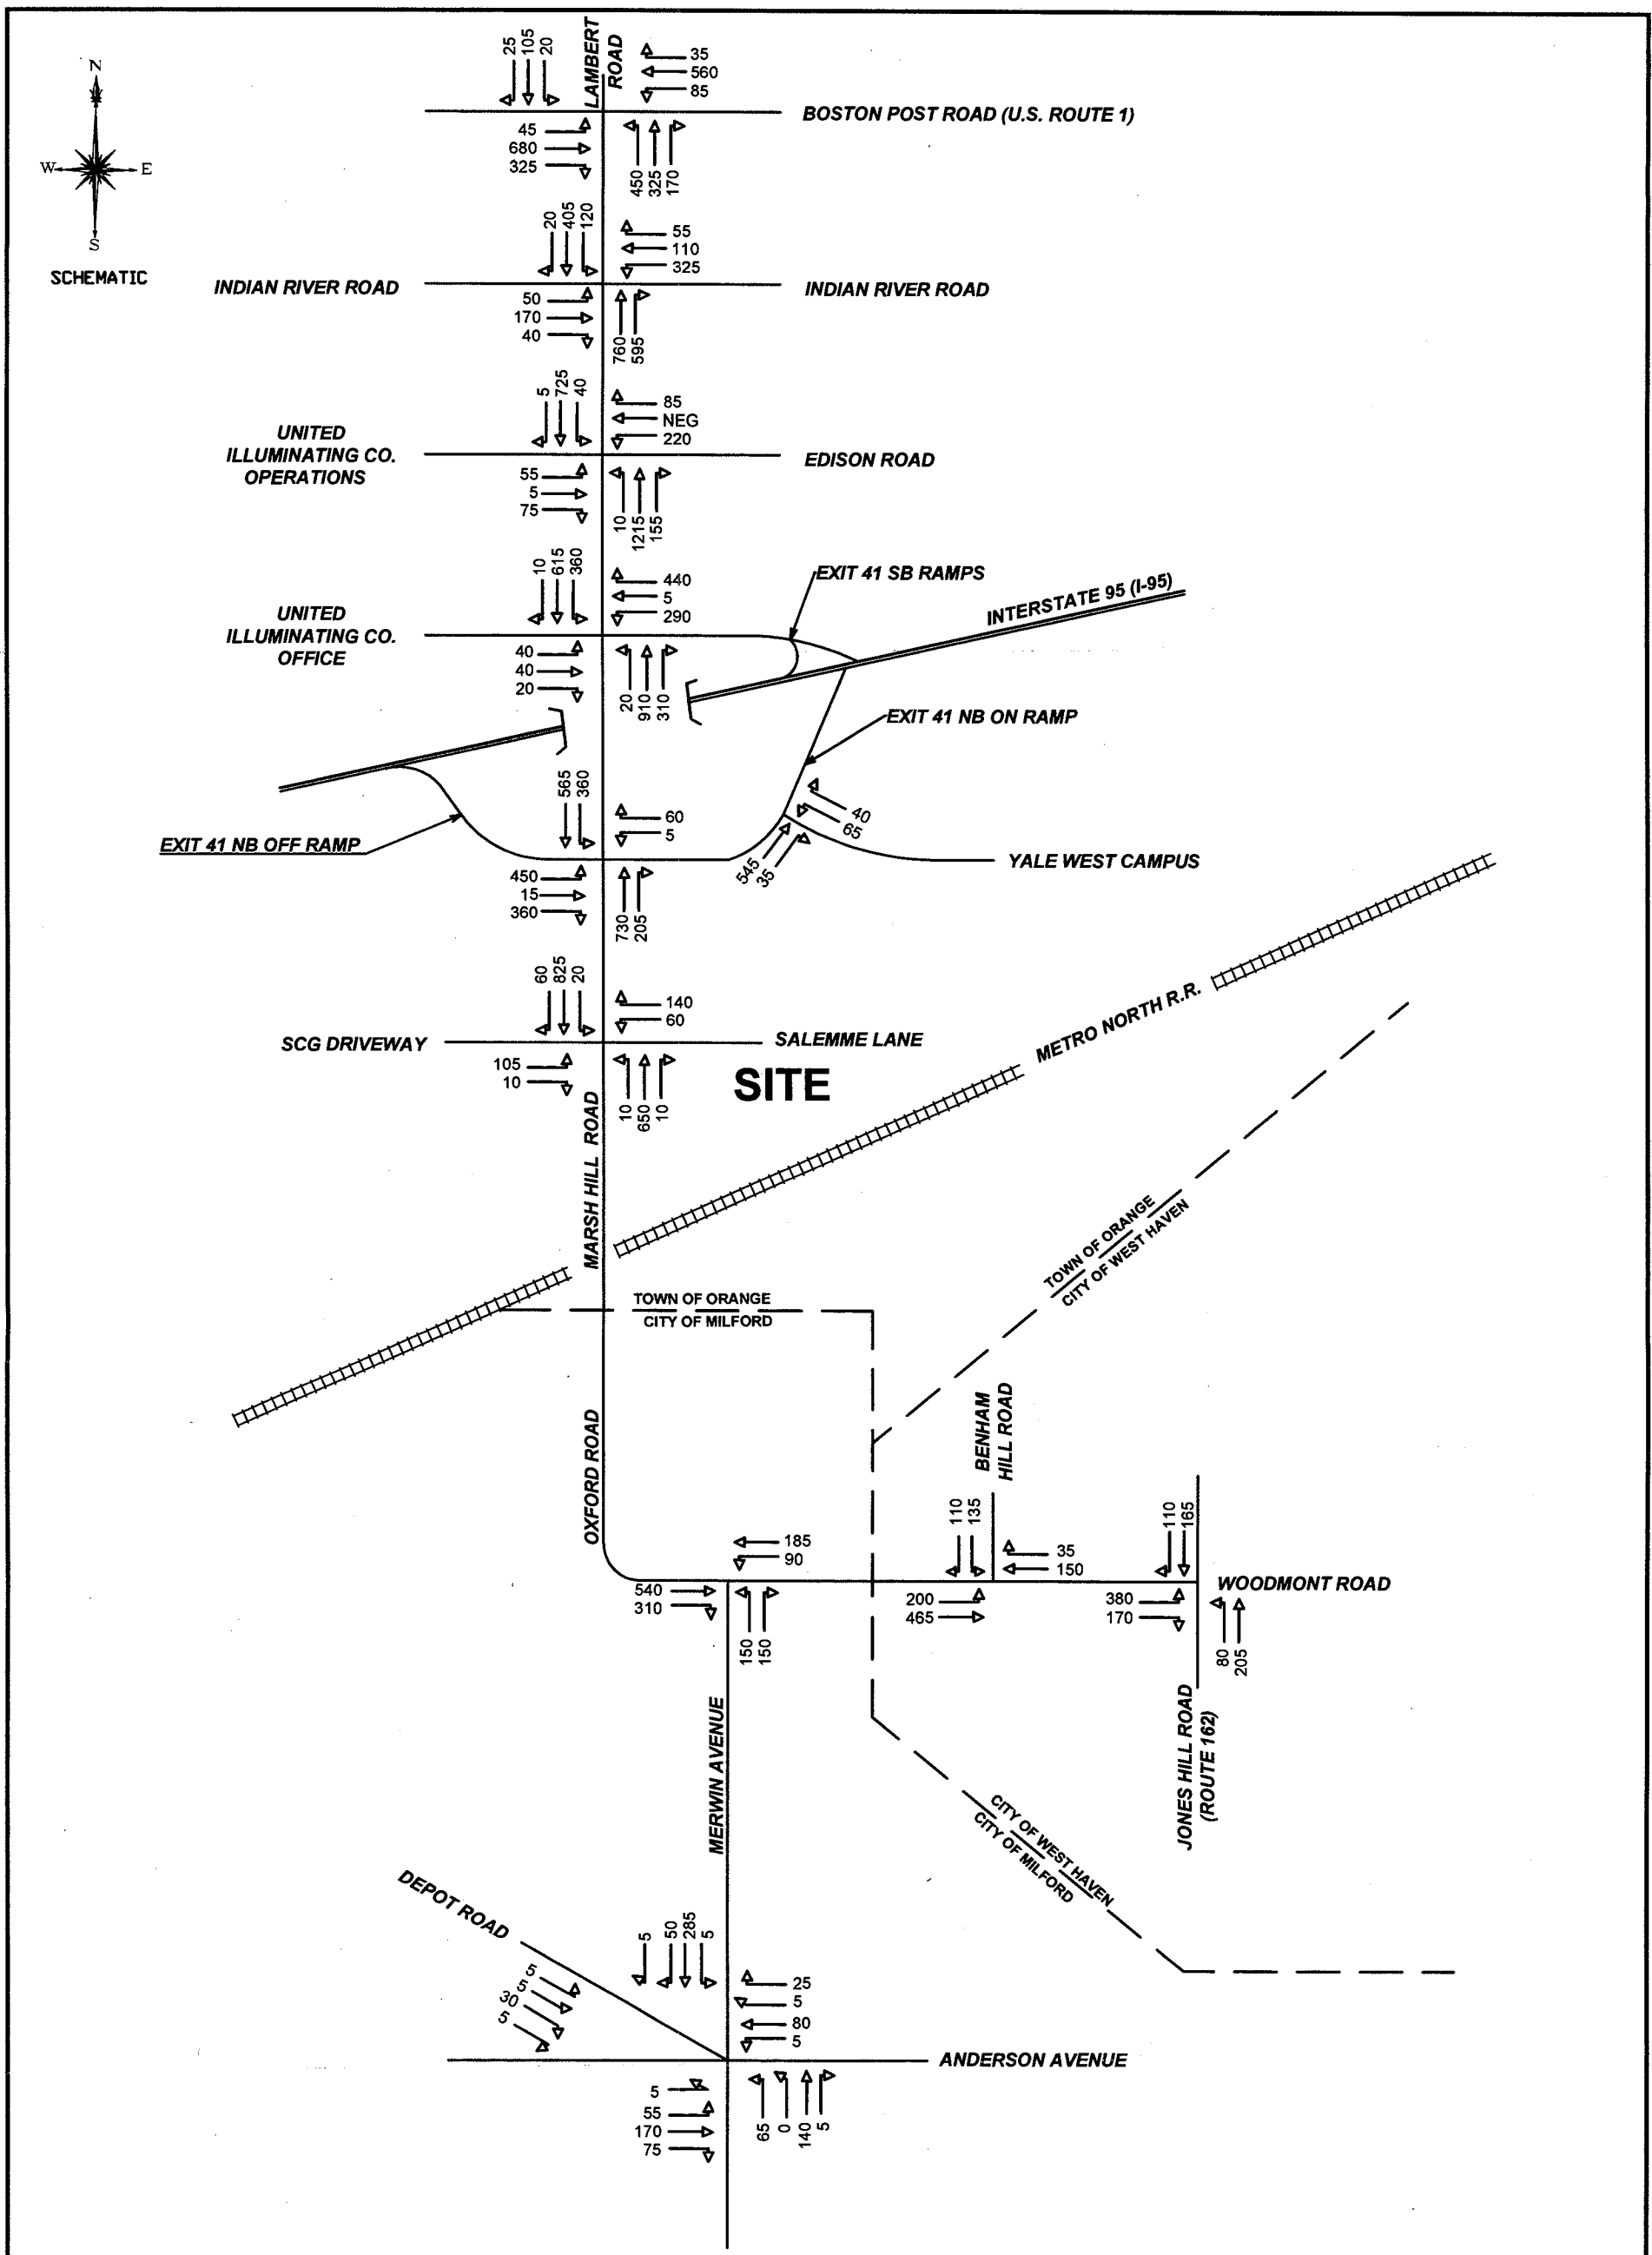 LAMBERT
ROAD
25 105 20
35
560
85
BOSTON POST ROAD (U.S. ROUTE 1)
45
680
325
450 325 170
N
W E
S
SCHEMATIC
20 405 120
55
110
325
INDIAN RIVER ROAD
INDIAN RIVER ROAD
50
170
40
760 595
5 725 40
85
NEG
220
UNITED
ILLUMINATING CO.
OPERATIONS
EDISON ROAD
55
5
75
10 1215 155
10 615 360
440
5
290
EXIT 41 SB RAMPS
INTERSTATE 95 (I-95)
UNITED
ILLUMINATING CO.
OFFICE
40
40
20
20 910 310
EXIT 41 NB ON RAMP
565 360
60
5
40
65
545
35
EXIT 41 NB OFF RAMP
YALE WEST CAMPUS
450
15
360
730 205
60 825 20
140
60
SCG DRIVEWAY
SALEMME LANE
105
10
10 650 10
SITE
METRO NORTH R.R.
MARSH HILL ROAD
TOWN OF ORANGE
CITY OF WEST HAVEN
TOWN OF ORANGE
CITY OF MILFORD
OXFORD ROAD
BENHAM
HILL ROAD
185
90
110 135
35
150
110 165
WOODMONT ROAD
540
310
150 150
200
465
380
170
80 205
MERWIN AVENUE
JONES HILL ROAD
(ROUTE 162)
CITY OF WEST HAVEN
CITY OF MILFORD
DEPOT ROAD
5 50 285 5
5
5
30
5
25
5
80
5
ANDERSON AVENUE
5
55
170
75
65 0 140 5